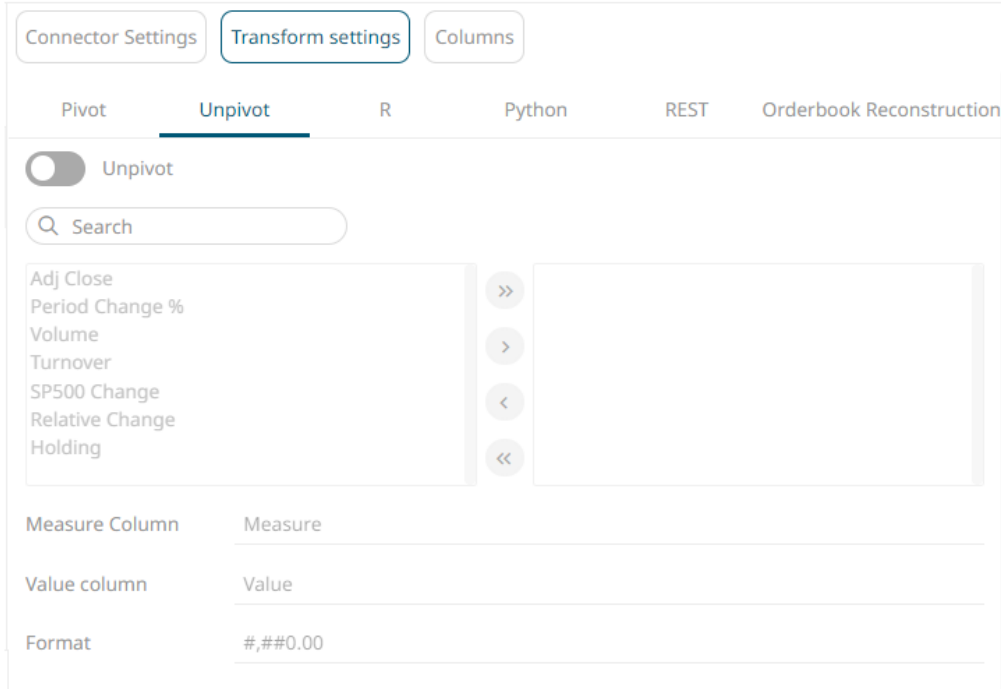 Connector Settings Transform settings Columns
Pivot Unpivot R Python REST Orderbook Reconstruction
Unpivot
Search
Adj Close
Period Change %
Volume
Turnover
SP500 Change
Relative Change
Holding
Measure Column Measure
Value column Value
Format #,##0.00